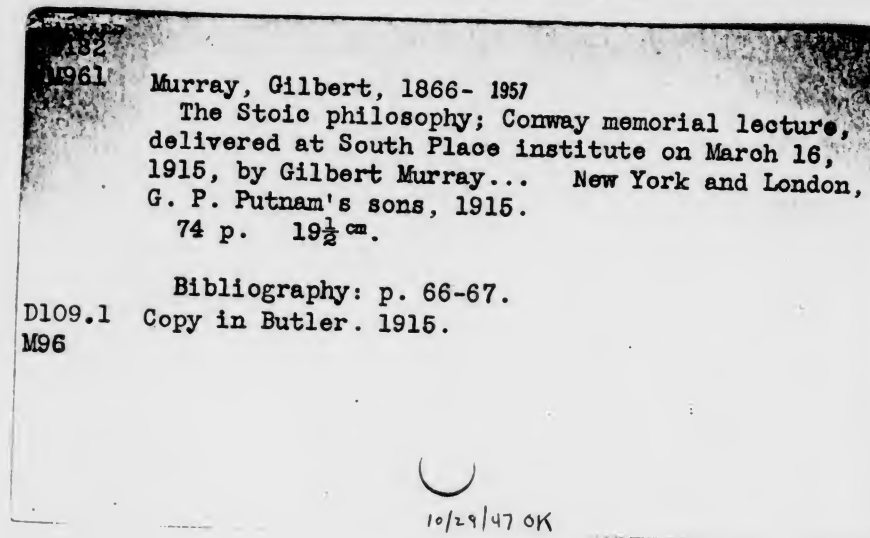 182
M961
Murray, Gilbert, 1866- 1957
The Stoic philosophy; Conway memorial lecture,
delivered at South Place institute on March 16,
1915, by Gilbert Murray... New York and London,
G. P. Putnam's sons, 1915.
74 p. 19½ cm.
Bibliography: p. 66-67.
D109.1 Copy in Butler. 1915.
M96
10/29/47 OK